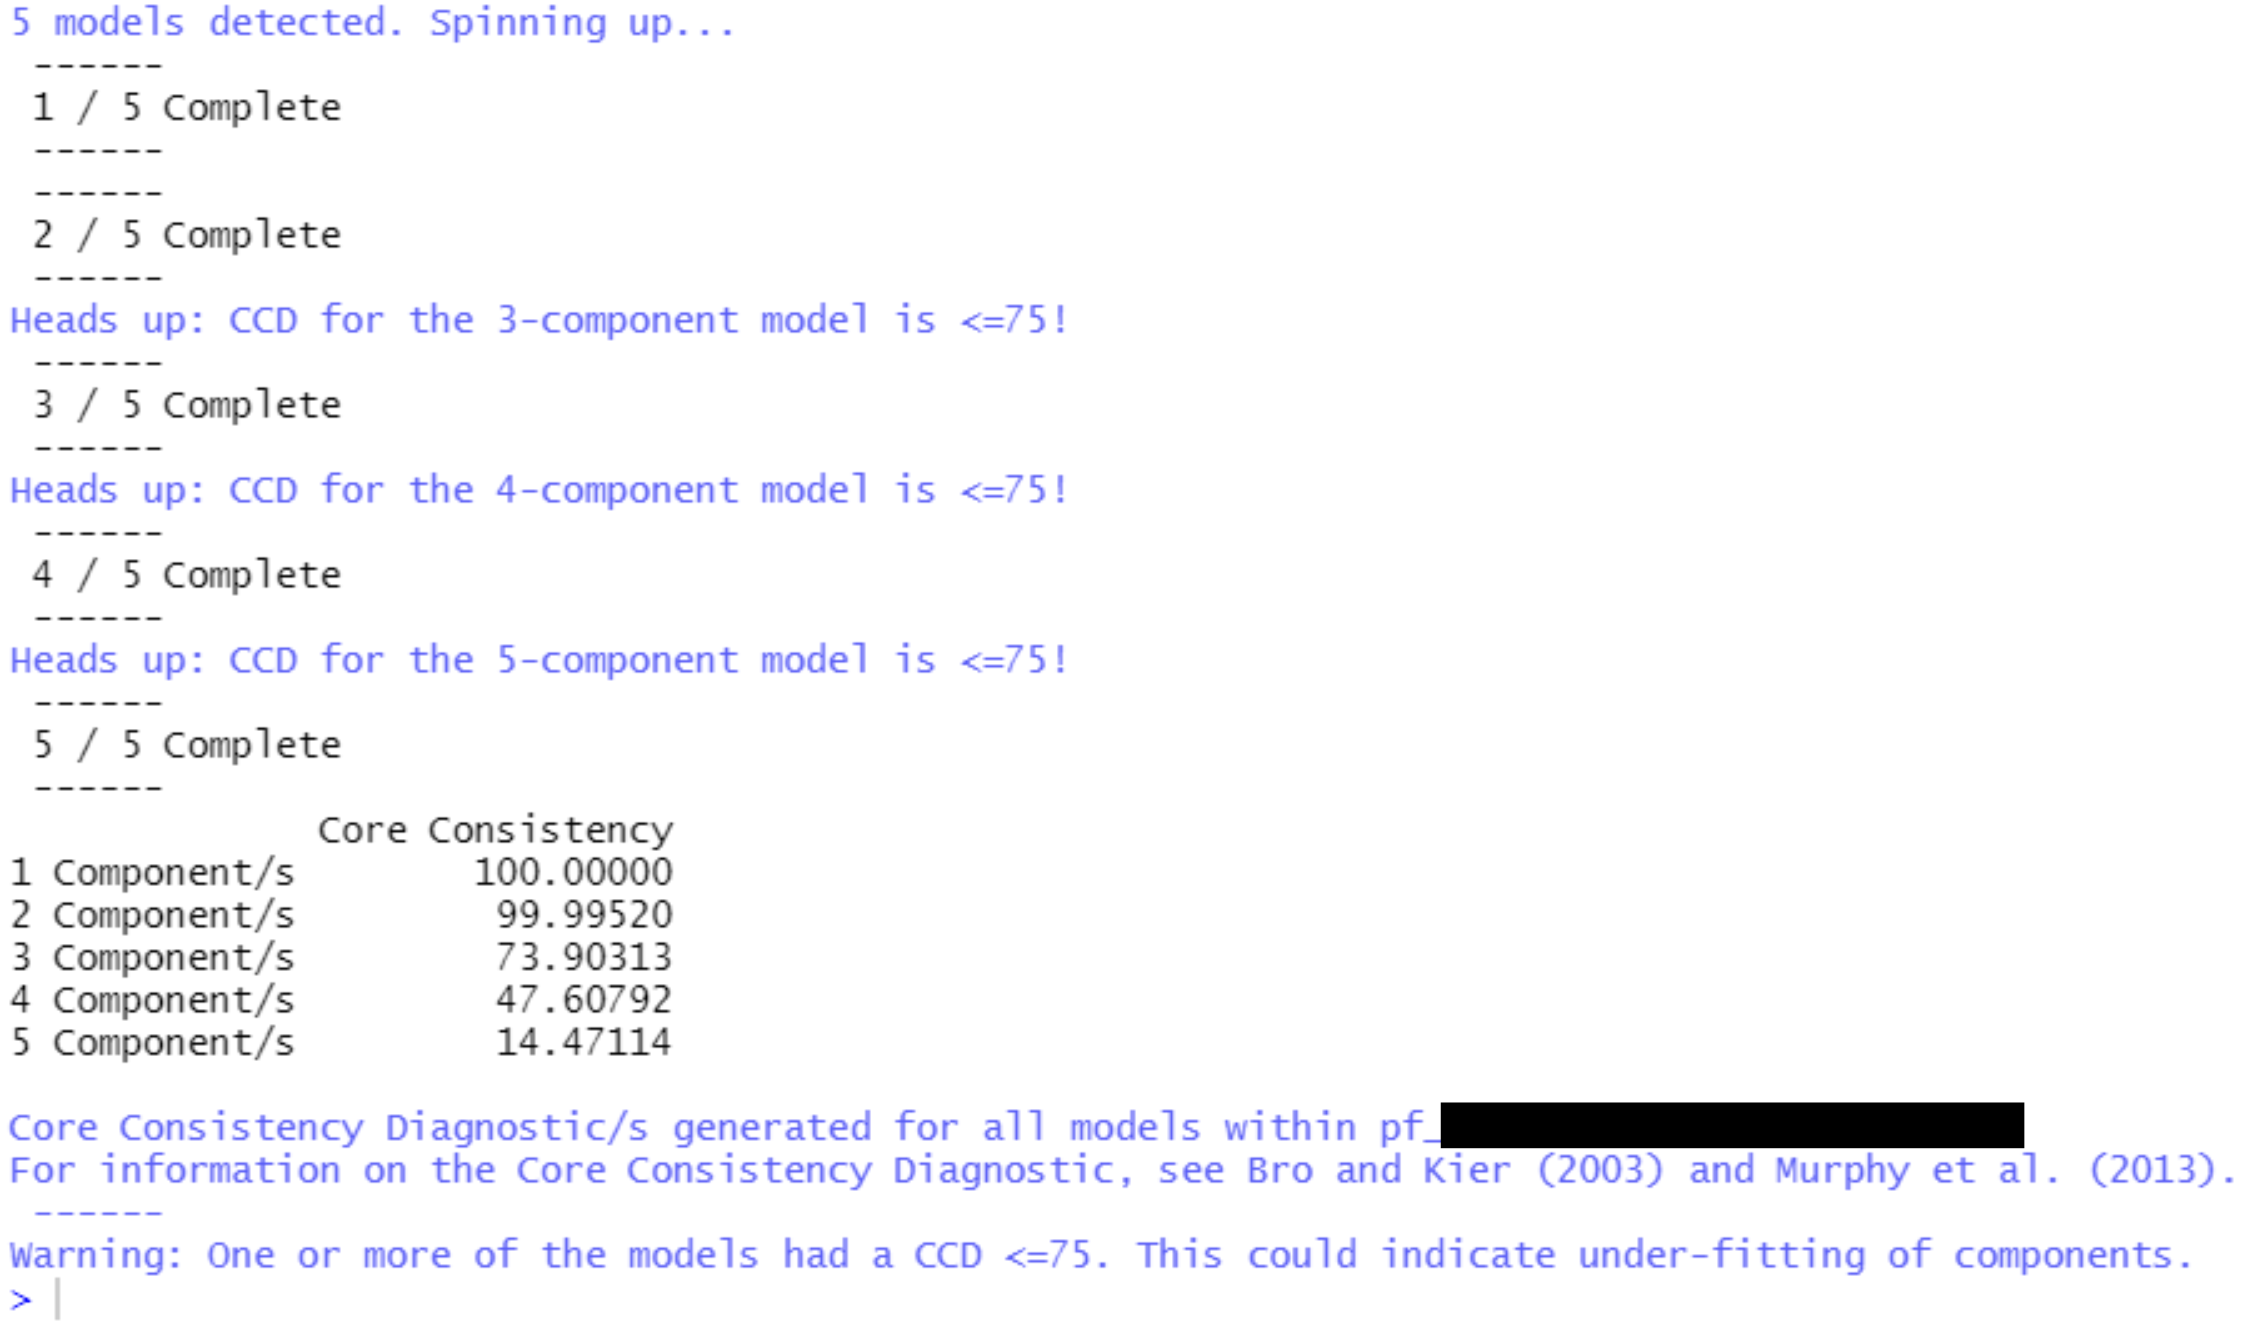 5 models detected. Spinning up...
------
1 / 5 Complete
------
------
2 / 5 Complete
------
Heads up: CCD for the 3-component model is <=75!
------
3 / 5 Complete
------
Heads up: CCD for the 4-component model is <=75!
------
4 / 5 Complete
------
Heads up: CCD for the 5-component model is <=75!
------
5 / 5 Complete
------
Core Consistency
1 Component/s 100.00000
2 Component/s 99.99520
3 Component/s 73.90313
4 Component/s 47.60792
5 Component/s 14.47114
Core Consistency Diagnostic/s generated for all models within pf_
For information on the Core Consistency Diagnostic, see Bro and Kier (2003) and Murphy et al. (2013).
------
Warning: One or more of the models had a CCD <=75. This could indicate under-fitting of components.
>